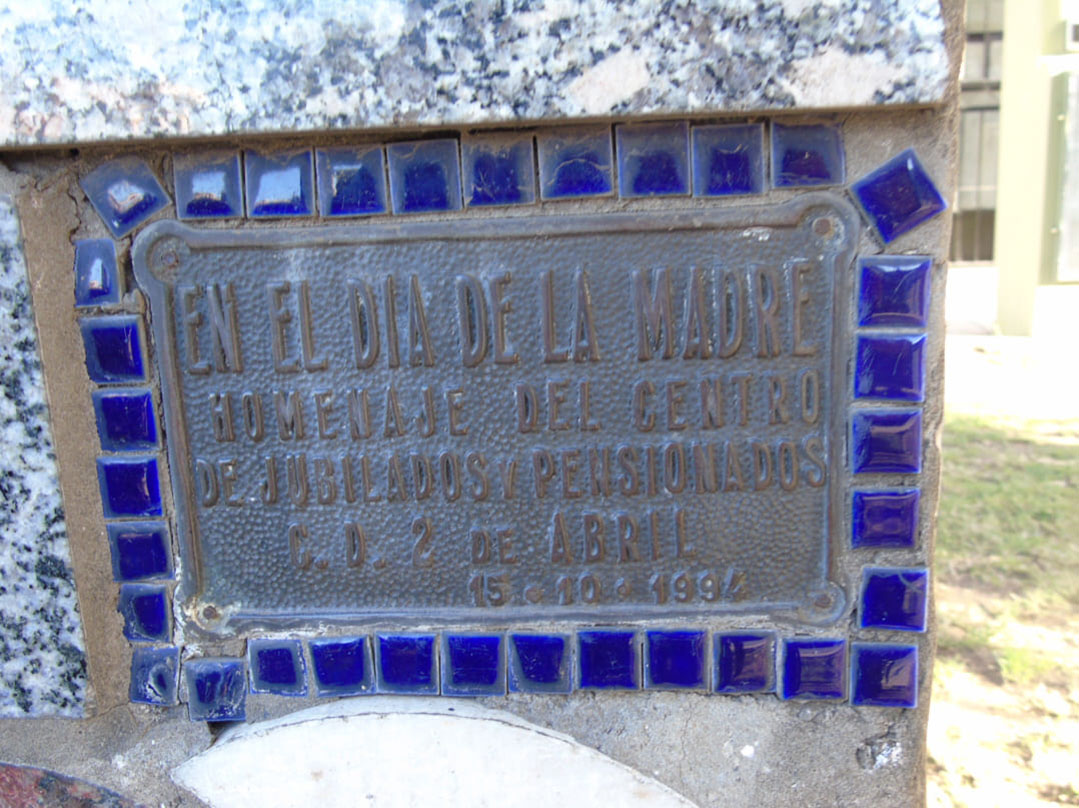 EN EL DIA DE LA MADRE
HOMENAJE DEL CENTRO
DE JUBILADOS Y PENSIONADOS
C.D. 2 DE ABRIL
15·10·1994